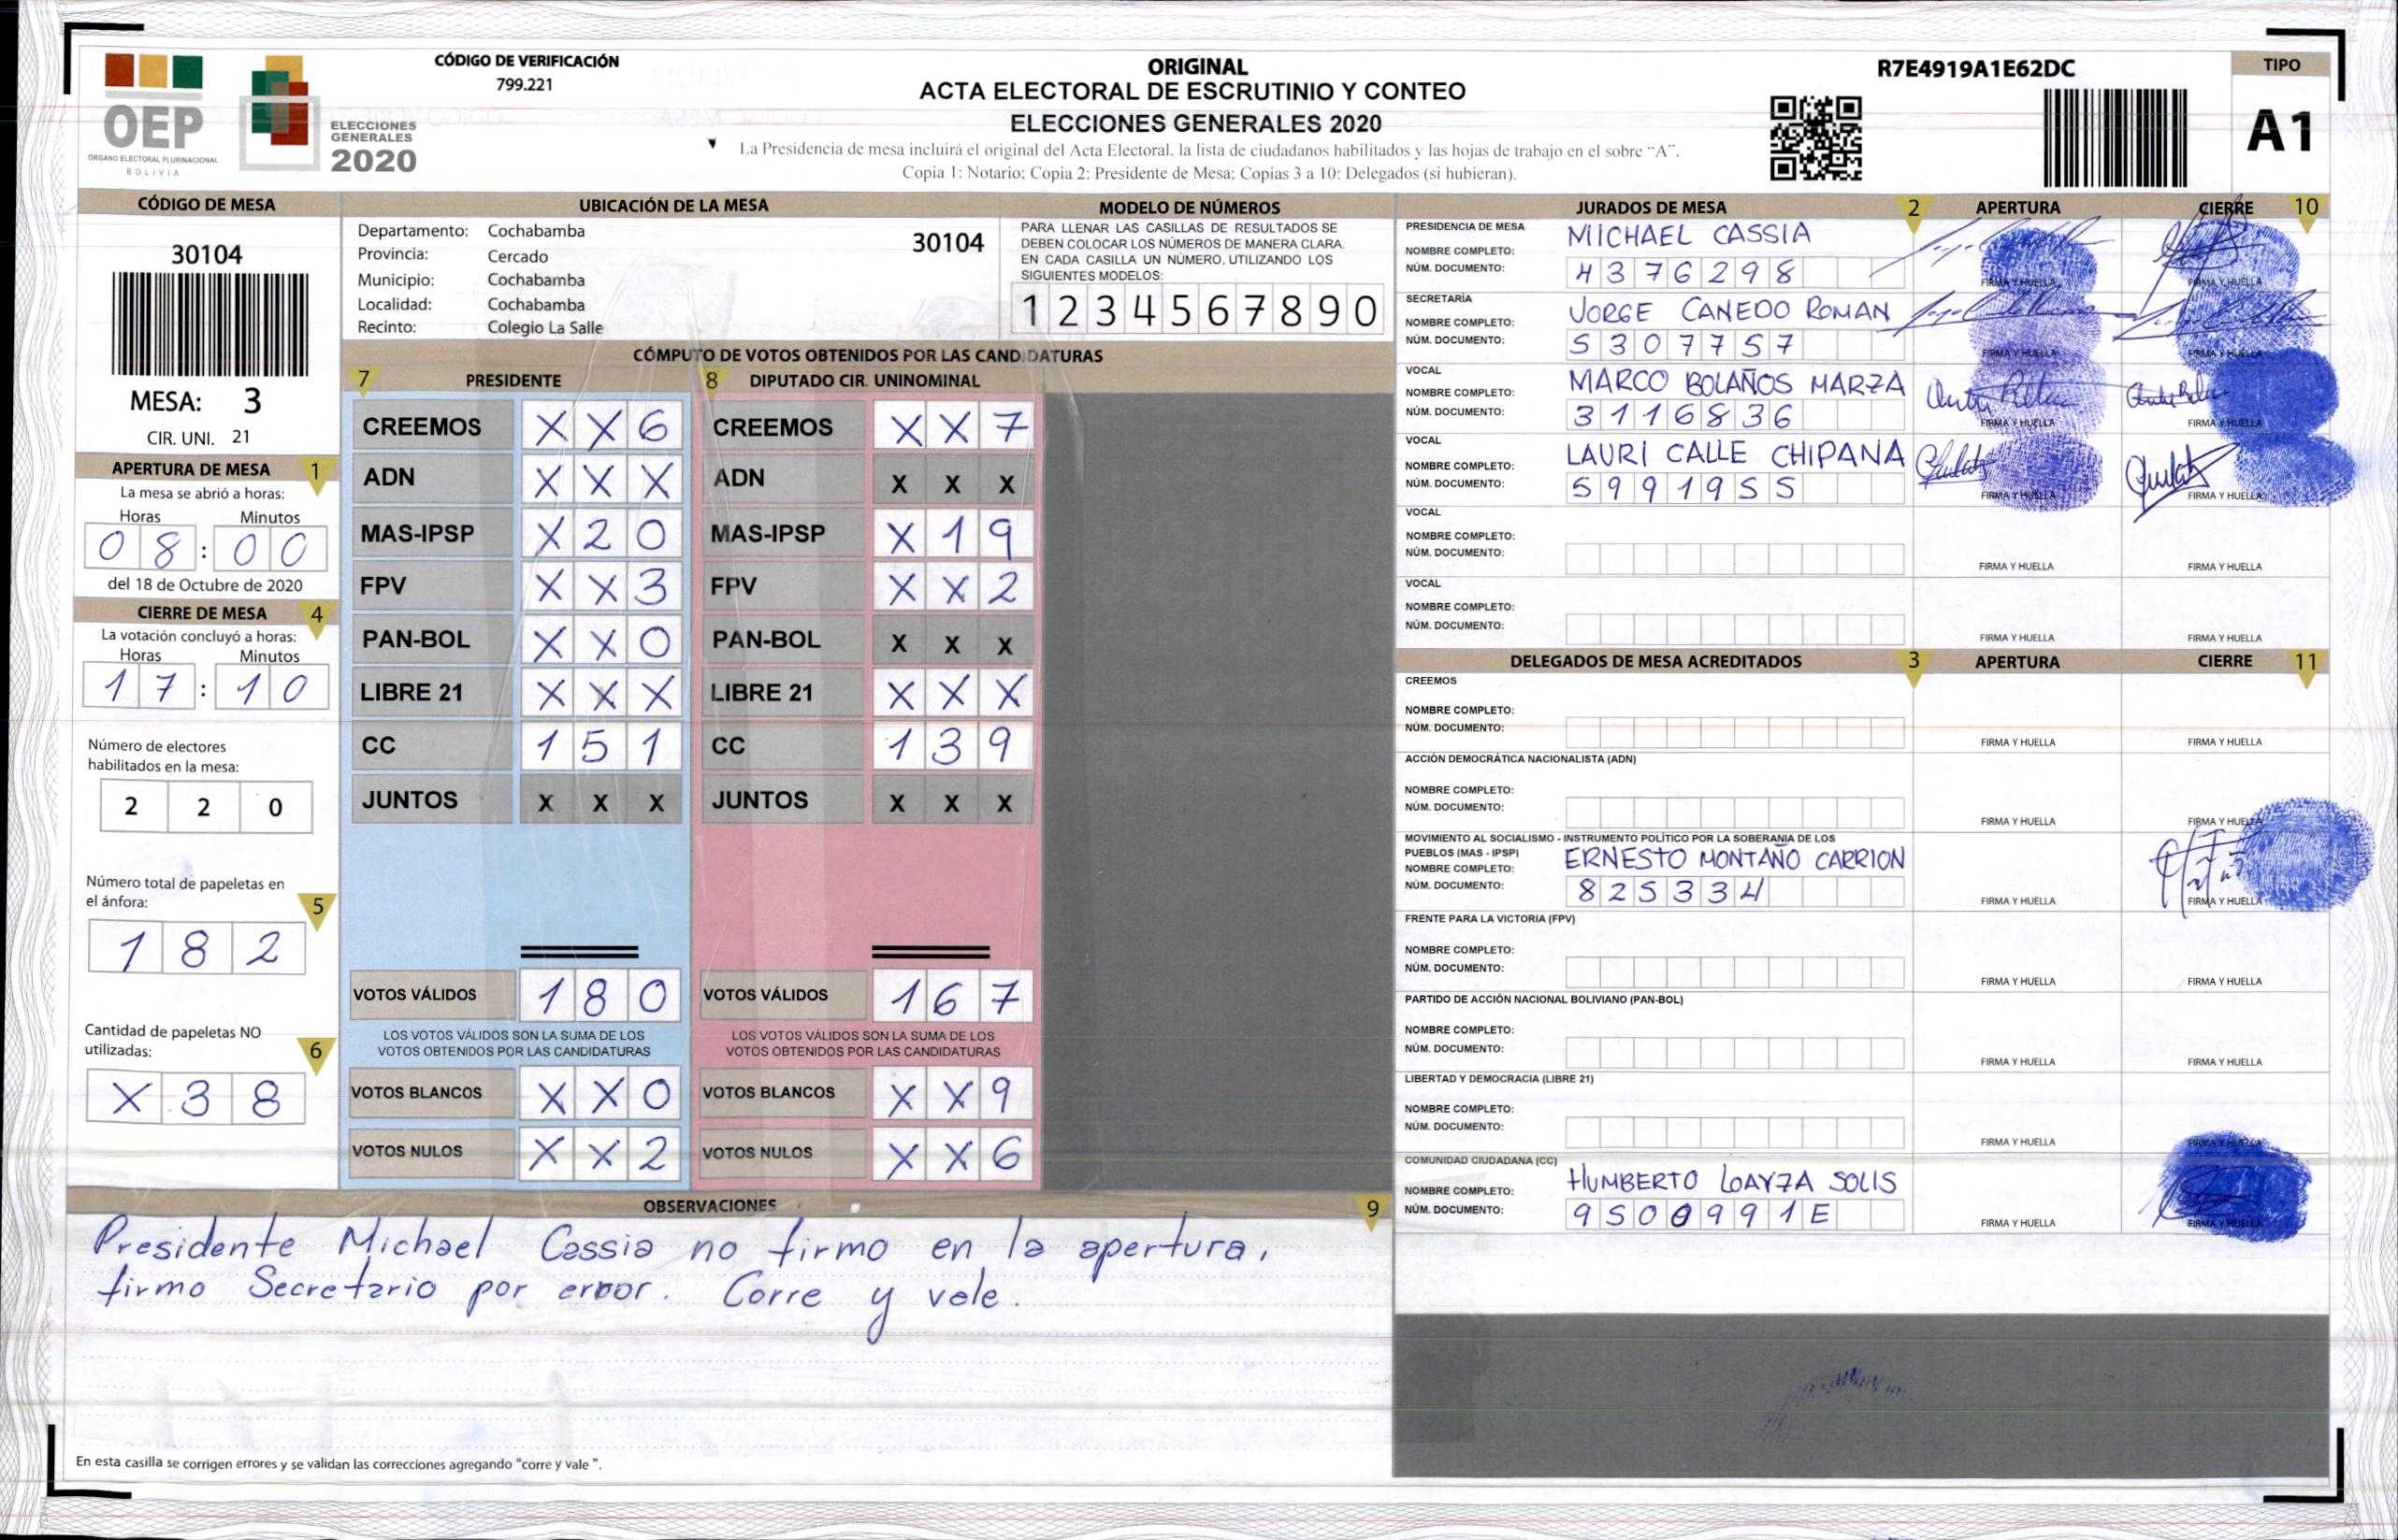 OEP
ÓRGANO ELECTORAL PLURINACIONAL
BOLIVIA
ELECCIONES
GENERALES
2020
CÓDIGO DE VERIFICACIÓN
799.221
ORIGINAL
ACTA ELECTORAL DE ESCRUTINIO Y CONTEO
ELECCIONES GENERALES 2020
La Presidencia de mesa incluirá el original del Acta Electoral, la lista de ciudadanos habilitados y las hojas de trabajo en el sobre “A”.
Copia 1: Notario; Copia 2: Presidente de Mesa; Copias 3 a 10: Delegados (si hubieran).
R7E4919A1E62DC
TIPO
A1
CÓDIGO DE MESA
30104
MESA: 3
CIR. UNI. 21
APERTURA DE MESA 1
La mesa se abrió a horas:
Horas Minutos
08:00
del 18 de Octubre de 2020
CIERRE DE MESA 4
La votación concluyó a horas:
Horas Minutos
17:10
Número de electores
habilitados en la mesa:
2 2 0
Número total de papeletas en
el ánfora: 5
1 8 2
Cantidad de papeletas NO
utilizadas: 6
X 3 8
UBICACIÓN DE LA MESA
Departamento: Cochabamba 30104
Provincia: Cercado
Municipio: Cochabamba
Localidad: Cochabamba
Recinto: Colegio La Salle
MODELO DE NÚMEROS
PARA LLENAR LAS CASILLAS DE RESULTADOS SE
DEBEN COLOCAR LOS NÚMEROS DE MANERA CLARA.
EN CADA CASILLA UN NÚMERO, UTILIZANDO LOS
SIGUIENTES MODELOS:
1 2 3 4 5 6 7 8 9 0
CÓMPUTO DE VOTOS OBTENIDOS POR LAS CANDIDATURAS
7 PRESIDENTE 8 DIPUTADO CIR. UNINOMINAL
CREEMOS X X 6 CREEMOS X X 7
ADN X X X ADN X X X
MAS-IPSP X 2 0 MAS-IPSP X 1 9
FPV X X 3 FPV X X 2
PAN-BOL X X 0 PAN-BOL X X X
LIBRE 21 X X X LIBRE 21 X X X
CC 1 5 1 CC 1 3 9
JUNTOS X X X JUNTOS X X X
VOTOS VÁLIDOS 1 8 0 VOTOS VÁLIDOS 1 6 7
LOS VOTOS VÁLIDOS SON LA SUMA DE LOS LOS VOTOS VÁLIDOS SON LA SUMA DE LOS
VOTOS OBTENIDOS POR LAS CANDIDATURAS VOTOS OBTENIDOS POR LAS CANDIDATURAS
VOTOS BLANCOS X X 0 VOTOS BLANCOS X X 9
VOTOS NULOS X X 2 VOTOS NULOS X X 6
OBSERVACIONES 9
Presidente Michael Cassia no firmo en la apertura,
firmo Secretario por error. Corre y vale.
En esta casilla se corrigen errores y se validan las correcciones agregando “corre y vale ”.
JURADOS DE MESA 2 APERTURA CIERRE 10
PRESIDENCIA DE MESA
NOMBRE COMPLETO: MICHAEL CASSIA
NÚM. DOCUMENTO: 4376298 FIRMA Y HUELLA FIRMA Y HUELLA
SECRETARÍA
NOMBRE COMPLETO: JORGE CANEDO ROMAN
NÚM. DOCUMENTO: 5307757 FIRMA Y HUELLA FIRMA Y HUELLA
VOCAL
NOMBRE COMPLETO: MARCO BOLAÑOS MARZA
NÚM. DOCUMENTO: 3116836 FIRMA Y HUELLA FIRMA Y HUELLA
VOCAL
NOMBRE COMPLETO: LAURI CALLE CHIPANA
NÚM. DOCUMENTO: 5991955 FIRMA Y HUELLA FIRMA Y HUELLA
VOCAL
NOMBRE COMPLETO:
NÚM. DOCUMENTO: FIRMA Y HUELLA FIRMA Y HUELLA
VOCAL
NOMBRE COMPLETO:
NÚM. DOCUMENTO: FIRMA Y HUELLA FIRMA Y HUELLA
DELEGADOS DE MESA ACREDITADOS 3 APERTURA CIERRE 11
CREEMOS
NOMBRE COMPLETO:
NÚM. DOCUMENTO: FIRMA Y HUELLA FIRMA Y HUELLA
ACCIÓN DEMOCRÁTICA NACIONALISTA (ADN)
NOMBRE COMPLETO:
NÚM. DOCUMENTO: FIRMA Y HUELLA FIRMA Y HUELLA
MOVIMIENTO AL SOCIALISMO - INSTRUMENTO POLÍTICO POR LA SOBERANIA DE LOS
PUEBLOS (MAS - IPSP)
NOMBRE COMPLETO: ERNESTO MONTAÑO CARRION
NÚM. DOCUMENTO: 825334 FIRMA Y HUELLA FIRMA Y HUELLA
FRENTE PARA LA VICTORIA (FPV)
NOMBRE COMPLETO:
NÚM. DOCUMENTO: FIRMA Y HUELLA FIRMA Y HUELLA
PARTIDO DE ACCIÓN NACIONAL BOLIVIANO (PAN-BOL)
NOMBRE COMPLETO:
NÚM. DOCUMENTO: FIRMA Y HUELLA FIRMA Y HUELLA
LIBERTAD Y DEMOCRACIA (LIBRE 21)
NOMBRE COMPLETO:
NÚM. DOCUMENTO: FIRMA Y HUELLA FIRMA Y HUELLA
COMUNIDAD CIUDADANA (CC)
NOMBRE COMPLETO: HUMBERTO LOAYZA SOLIS
NÚM. DOCUMENTO: 9500991E FIRMA Y HUELLA FIRMA Y HUELLA